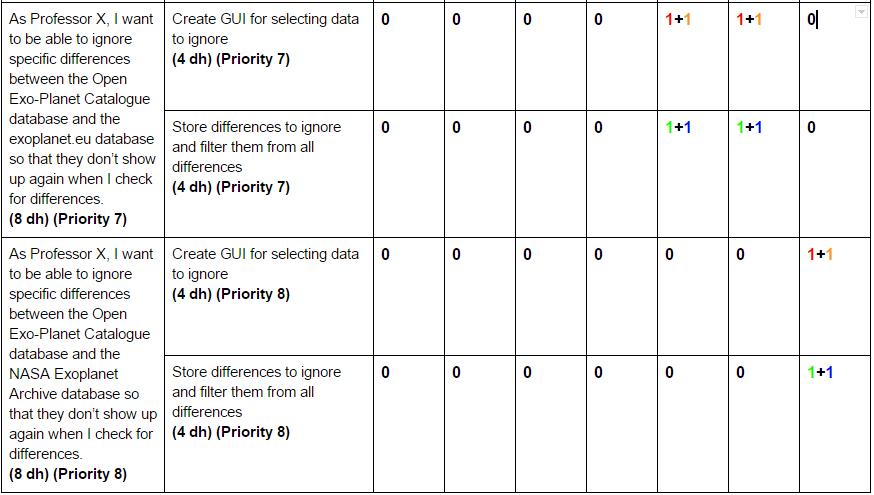 As Professor X, I want
to be able to ignore
specific differences
between the Open
Exo-Planet Catalogue
database and the
exoplanet.eu database
so that they don't show
up again when I check
for differences.
(8 dh) (Priority 7)
Create GUI for selecting data
to ignore
(4 dh) (Priority 7)
0 0 0 0 1+1 1+1 0
Store differences to ignore
and filter them from all
differences
(4 dh) (Priority 7)
0 0 0 0 1+1 1+1 0
As Professor X, I want
to be able to ignore
specific differences
between the Open
Exo-Planet Catalogue
database and the
NASA Exoplanet
Archive database so
that they don't show up
again when I check for
differences.
(8 dh) (Priority 8)
Create GUI for selecting data
to ignore
(4 dh) (Priority 8)
0 0 0 0 0 0 1+1
Store differences to ignore
and filter them from all
differences
(4 dh) (Priority 8)
0 0 0 0 0 0 1+1